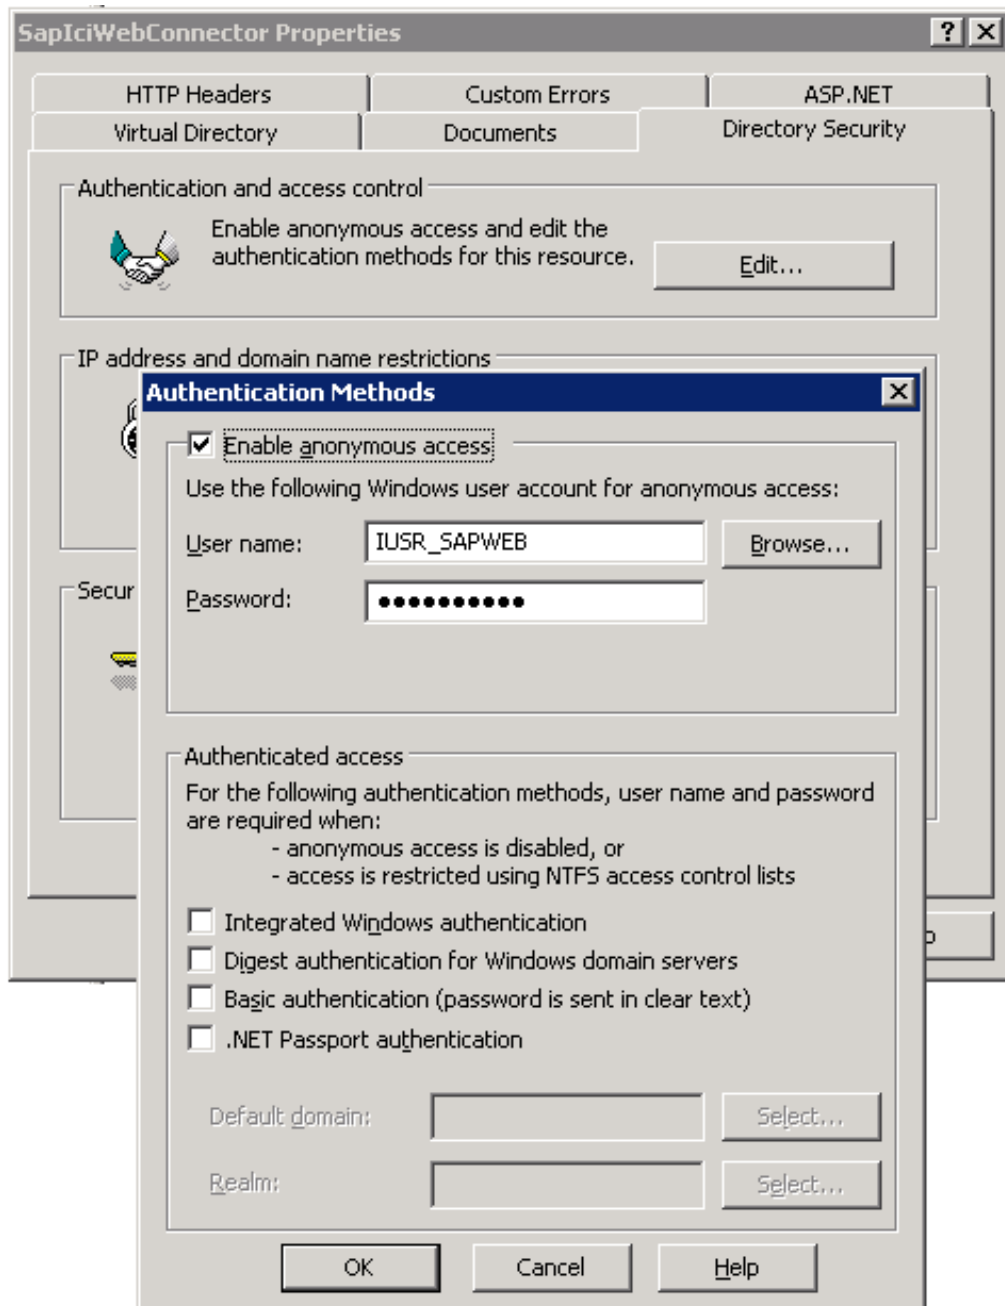 SapIciWebConnector Properties
HTTP Headers
Custom Errors
ASP.NET
Virtual Directory
Documents
Directory Security
Authentication and access control
Enable anonymous access and edit the
authentication methods for this resource.
Edit...
IP address and domain name restrictions
Authentication Methods
Enable anonymous access
Use the following Windows user account for anonymous access:
User name:
IUSR_SAPWEB
Browse...
Secur
Password:
••••••••••
Authenticated access
For the following authentication methods, user name and password
are required when:
- anonymous access is disabled, or
- access is restricted using NTFS access control lists
Integrated Windows authentication
Digest authentication for Windows domain servers
Basic authentication (password is sent in clear text)
.NET Passport authentication
Default domain:
Select...
Realm:
Select...
OK
Cancel
Help